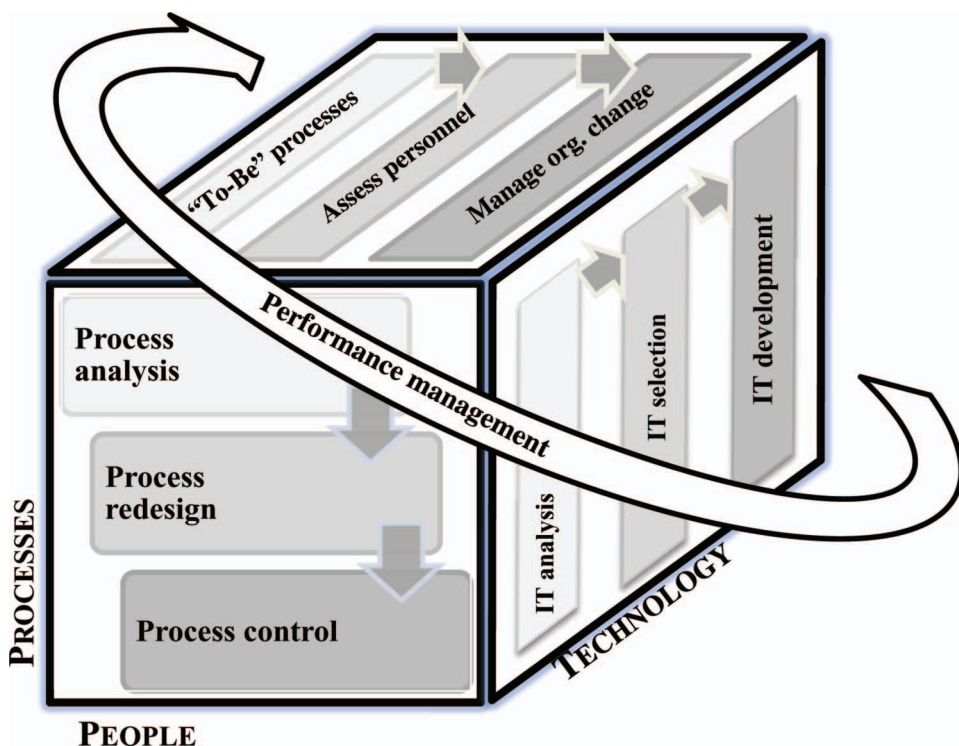 “To-Be” processes
Assess personnel
Manage org. change
Performance management
Process
analysis
Process
redesign
Process control
IT analysis
IT selection
IT development
PROCESSES
PEOPLE
TECHNOLOGY